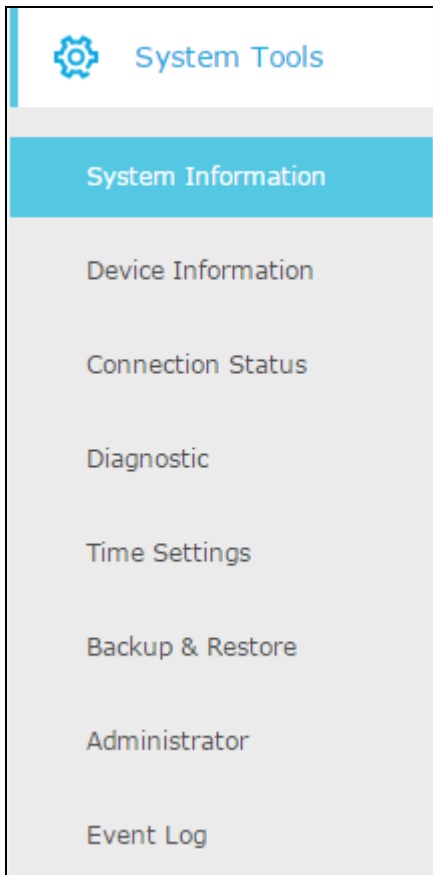 System Tools
System Information
Device Information
Connection Status
Diagnostic
Time Settings
Backup & Restore
Administrator
Event Log